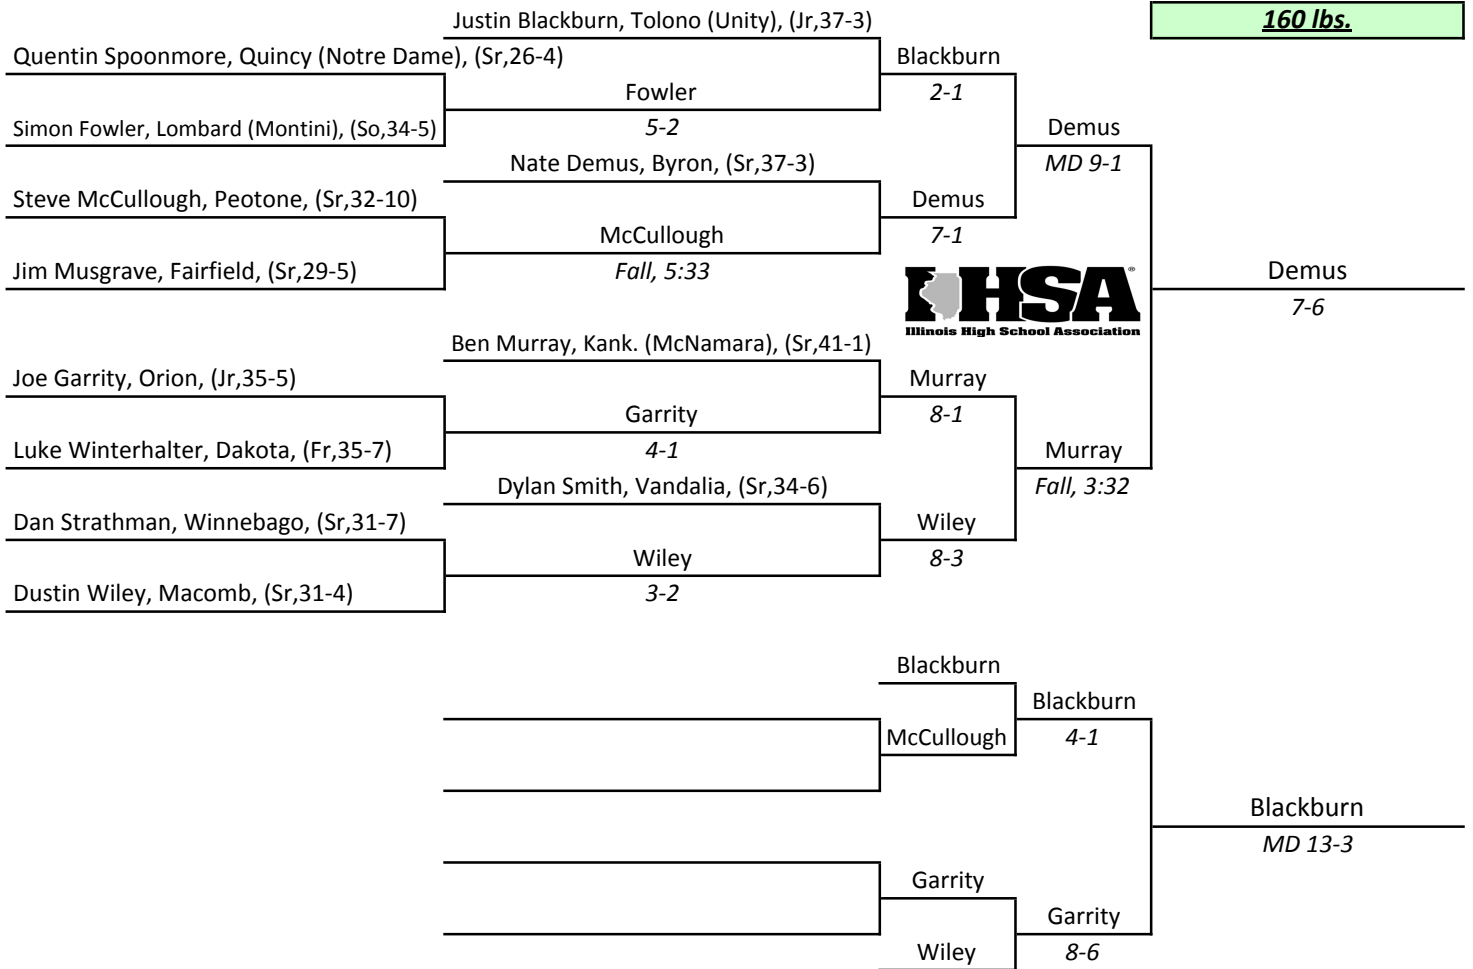 Justin Blackburn, Tolono (Unity), (Jr,37-3)
160 lbs.
Quentin Spoonmore, Quincy (Notre Dame), (Sr,26-4)
Blackburn
Fowler
2-1
Simon Fowler, Lombard (Montini), (So,34-5)
5-2
Demus
Nate Demus, Byron, (Sr,37-3)
MD 9-1
Steve McCullough, Peotone, (Sr,32-10)
Demus
McCullough
7-1
Jim Musgrave, Fairfield, (Sr,29-5)
Fall, 5:33
Demus
7-6
IHSA®
Illinois High School Association
Ben Murray, Kank. (McNamara), (Sr,41-1)
Joe Garrity, Orion, (Jr,35-5)
Murray
Garrity
8-1
Luke Winterhalter, Dakota, (Fr,35-7)
4-1
Murray
Dylan Smith, Vandalia, (Sr,34-6)
Fall, 3:32
Dan Strathman, Winnebago, (Sr,31-7)
Wiley
Wiley
8-3
Dustin Wiley, Macomb, (Sr,31-4)
3-2
Blackburn
Blackburn
McCullough
4-1
Blackburn
MD 13-3
Garrity
Garrity
Wiley
8-6